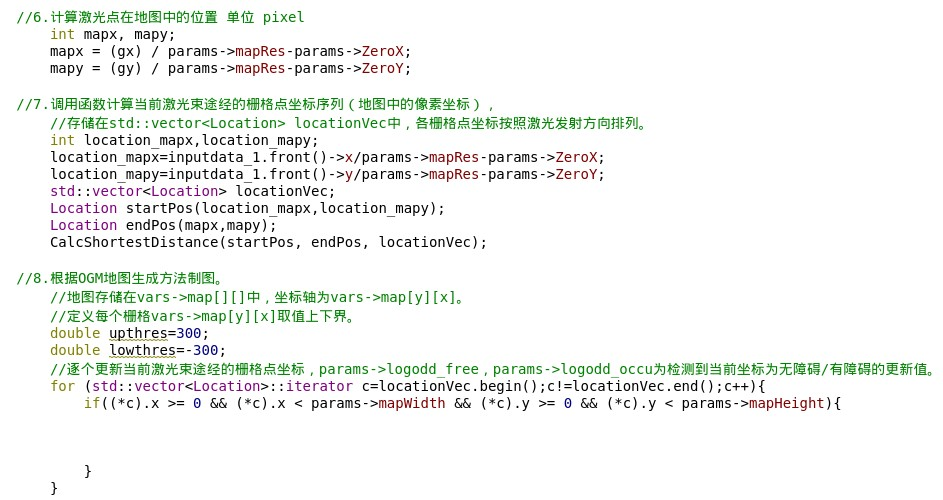 //6.计算激光点在地图中的位置 单位 pixel
    int mapx, mapy;
    mapx = (gx) / params->mapRes-params->ZeroX;
    mapy = (gy) / params->mapRes-params->ZeroY;
//7.调用函数计算当前激光束途经的栅格点坐标序列（地图中的像素坐标），
    //存储在std::vector<Location> locationVec中，各栅格点坐标按照激光发射方向排列。
    int location_mapx,location_mapy;
    location_mapx=inputdata_1.front()->x/params->mapRes-params->ZeroX;
    location_mapy=inputdata_1.front()->y/params->mapRes-params->ZeroY;
    std::vector<Location> locationVec;
    Location startPos(location_mapx,location_mapy);
    Location endPos(mapx,mapy);
    CalcShortestDistance(startPos, endPos, locationVec);
//8.根据OGM地图生成方法制图。
    //地图存储在vars->map[][]中，坐标轴为vars->map[y][x]。
    //定义每个栅格vars->map[y][x]取值上下界。
    double upthres=300;
    double lowthres=-300;
    //逐个更新当前激光束途经的栅格点坐标，params->logodd_free，params->logodd_occu为检测到当前坐标为无障碍/有障碍的更新值。
    for (std::vector<Location>::iterator c=locationVec.begin();c!=locationVec.end();c++){
        if((*c).x >= 0 && (*c).x < params->mapWidth && (*c).y >= 0 && (*c).y < params->mapHeight){
        }
    }